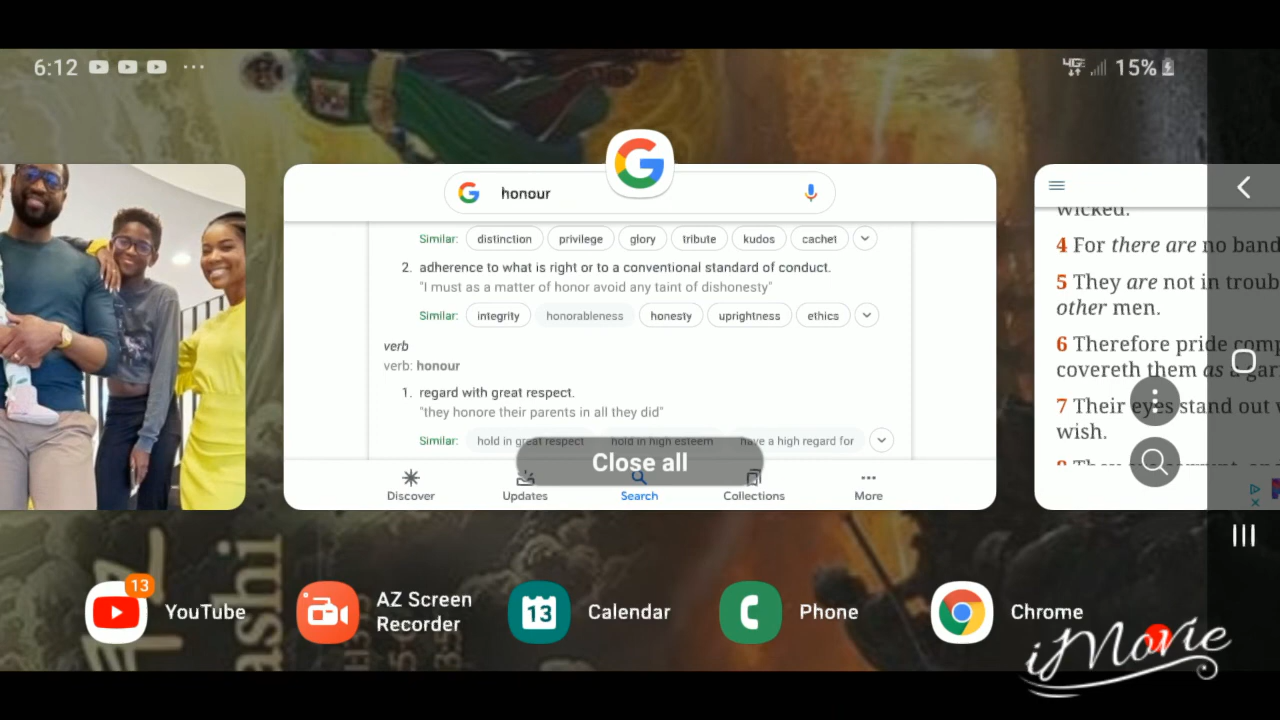 6:12
4G 15%
honour
Similar: distinction privilege glory tribute kudos cachet
2. adherence to what is right or to a conventional standard of conduct.
"I must as a matter of honor avoid any taint of dishonesty"
Similar: integrity honorableness honesty uprightness ethics
verb
verb: honour
1. regard with great respect.
"they honore their parents in all they did"
Similar: hold in great respect hold in high esteem have a high regard for
Close all
Discover Updates Search Collections More
wicked.
4 For there are no band
5 They are not in troub
other men.
6 Therefore pride comp
covereth them as a gar
7 Their eyes stand out
wish.
13
YouTube
AZ Screen
Recorder
13
Calendar
Phone
Chrome
ashi
iMovie